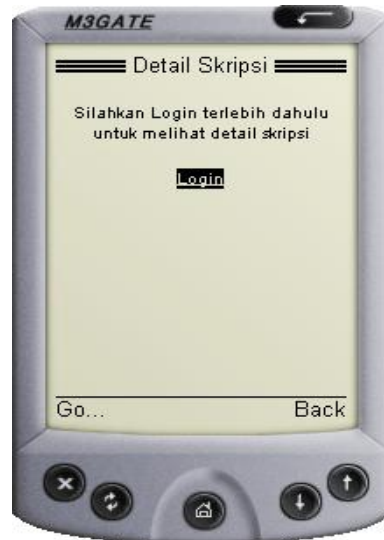 M3GATE
Detail Skripsi
Silahkan Login terlebih dahulu
untuk melihat detail skripsi
Login
Go... Back